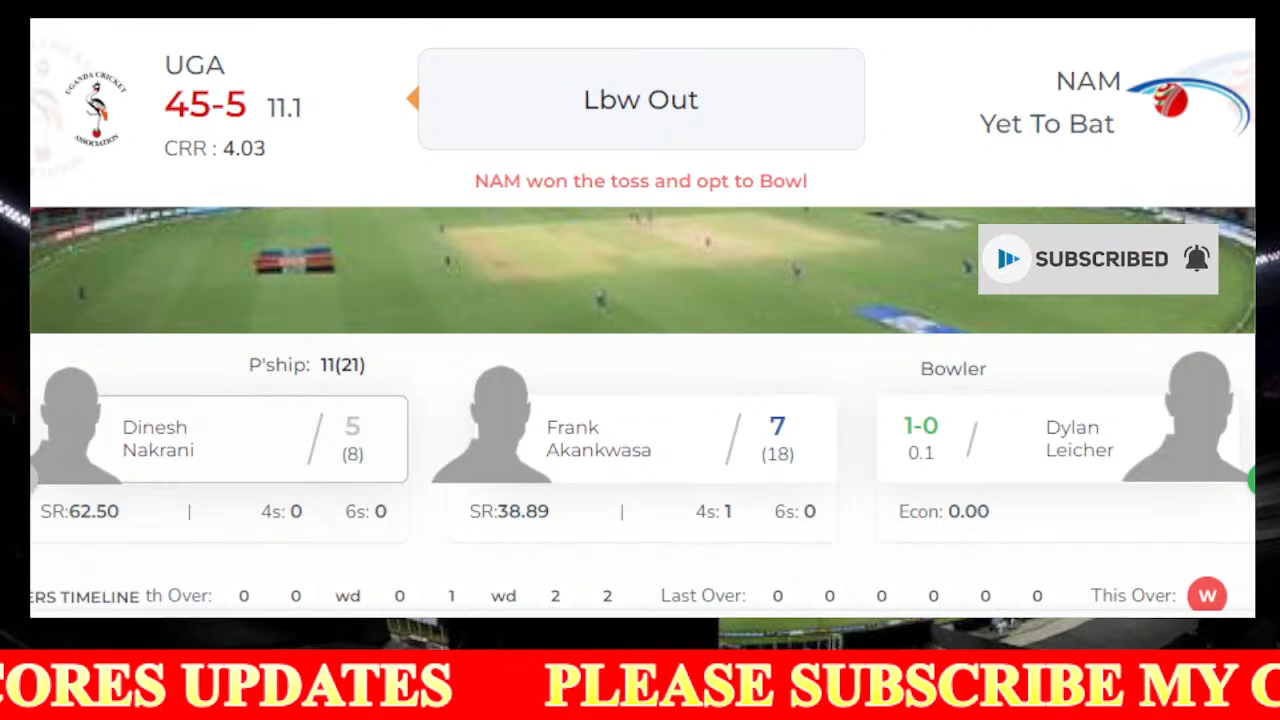 UGANDA CRICKET
ASSOCIATION
UGA
45-5 11.1
CRR : 4.03
Lbw Out
NAM
Yet To Bat
NAM won the toss and opt to Bowl
SUBSCRIBED
P'ship: 11(21)
Bowler
Dinesh
Nakrani
5
(8)
Frank
Akankwasa
7
(18)
1-0
0.1
Dylan
Leicher
SR:62.50 | 4s: 0 6s: 0
SR:38.89 | 4s: 1 6s: 0
Econ: 0.00
ERS TIMELINE th Over: 0 0 wd 0 1 wd 2 2 Last Over: 0 0 0 0 0 0 This Over: W
CORES UPDATES PLEASE SUBSCRIBE MY C